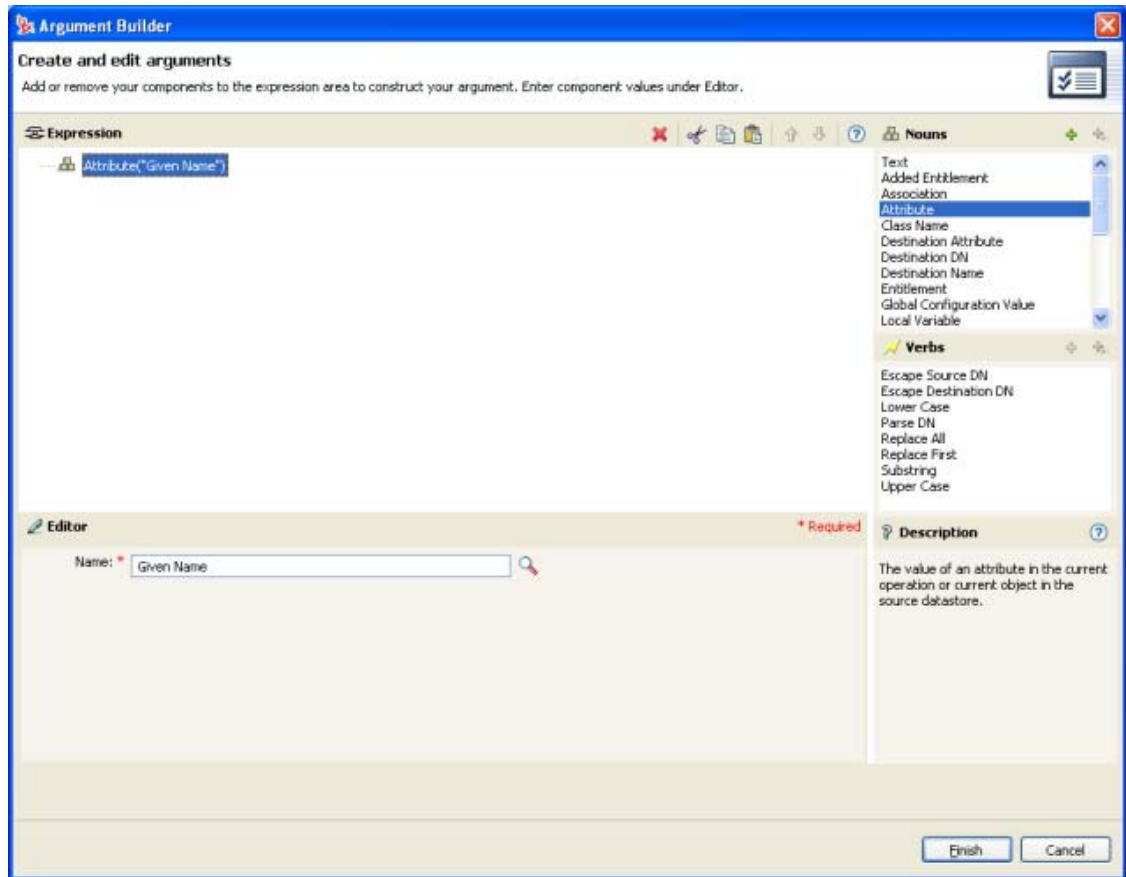 Argument Builder
Create and edit arguments
Add or remove your components to the expression area to construct your argument. Enter component values under Editor.
Expression
Attribute("Given Name")
Nouns
Text
Added Entitlement
Association
Attribute
Class Name
Destination Attribute
Destination DN
Destination Name
Entitlement
Global Configuration Value
Local Variable
Verbs
Escape Source DN
Escape Destination DN
Lower Case
Parse DN
Replace All
Replace First
Substring
Upper Case
Editor
* Required
Name: *
Given Name
Description
The value of an attribute in the current
operation or current object in the
source datastore.
Finish
Cancel